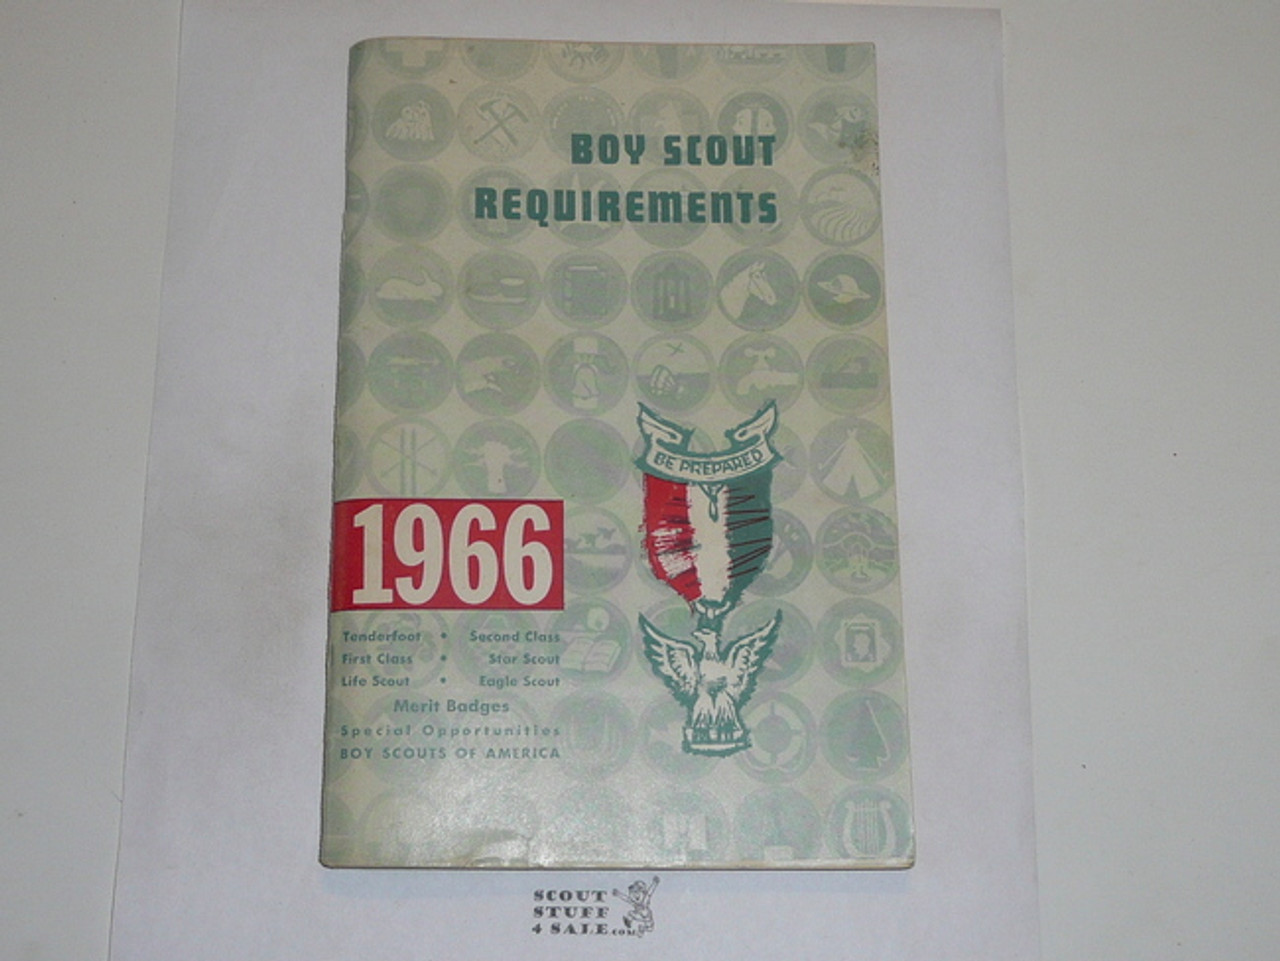 BOY SCOUT
REQUIREMENTS
BE PREPARED
1966
Tenderfoot • Second Class
First Class • Star Scout
Life Scout • Eagle Scout
Merit Badges
Special Opportunities
BOY SCOUTS OF AMERICA
SCOUT
STUFF
4 SALE.COM